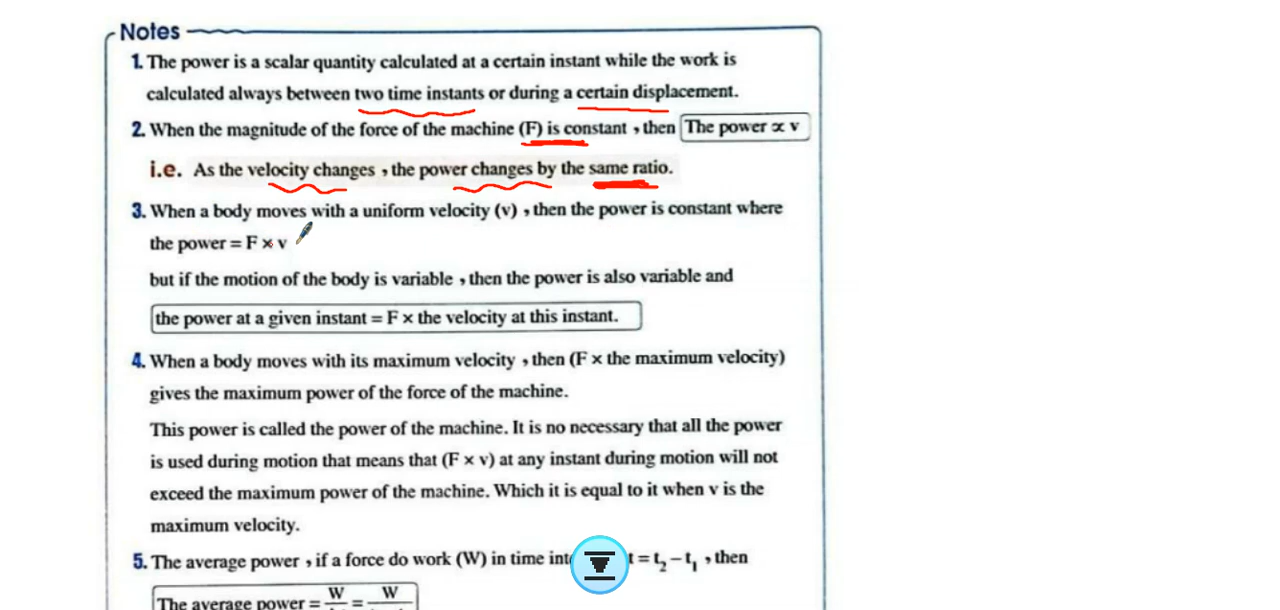 Notes
1. The power is a scalar quantity calculated at a certain instant while the work is
calculated always between two time instants or during a certain displacement.
2. When the magnitude of the force of the machine (F) is constant , then The power ∝ v
i.e. As the velocity changes , the power changes by the same ratio.
3. When a body moves with a uniform velocity (v) , then the power is constant where
the power = F × v
but if the motion of the body is variable , then the power is also variable and
the power at a given instant = F × the velocity at this instant.
4. When a body moves with its maximum velocity , then (F × the maximum velocity)
gives the maximum power of the force of the machine.
This power is called the power of the machine. It is no necessary that all the power
is used during motion that means that (F × v) at any instant during motion will not
exceed the maximum power of the machine. Which it is equal to it when v is the
maximum velocity.
5. The average power , if a force do work (W) in time t = t₂ – t₁ , then
The average power = W = W